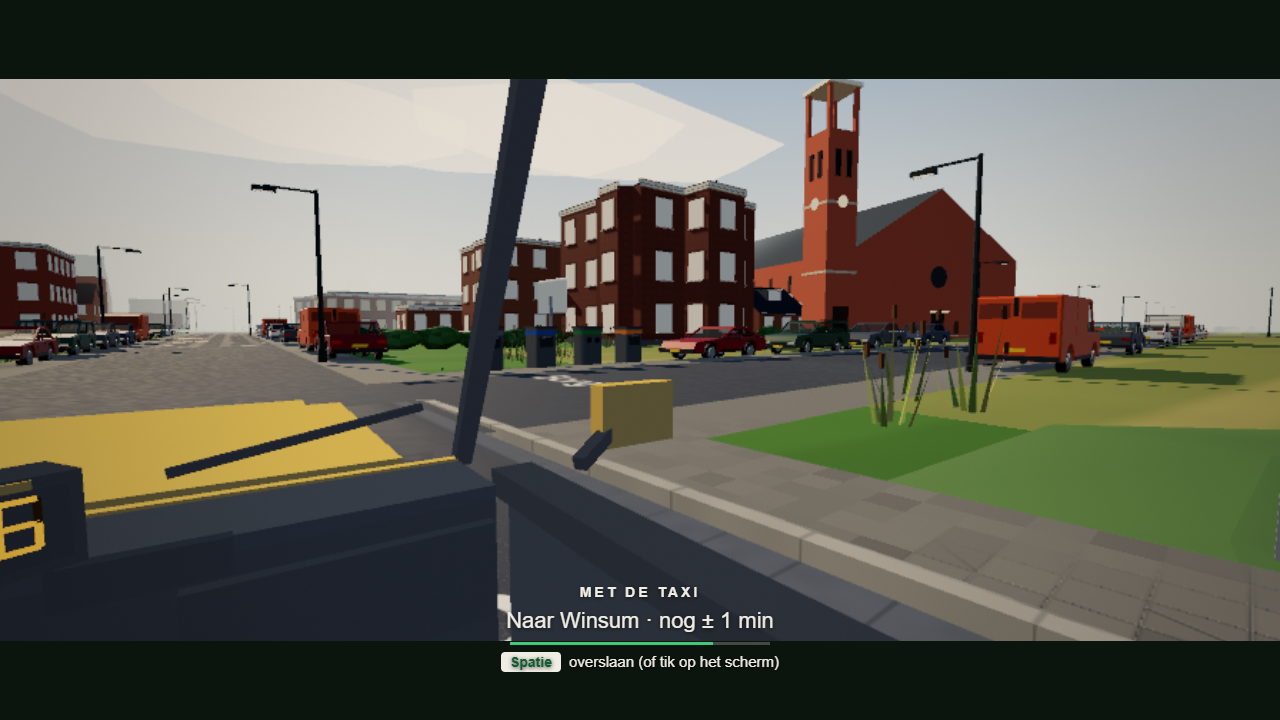 MET DE TAXI
Naar Winsum · nog ± 1 min
Spatie overslaan (of tik op het scherm)